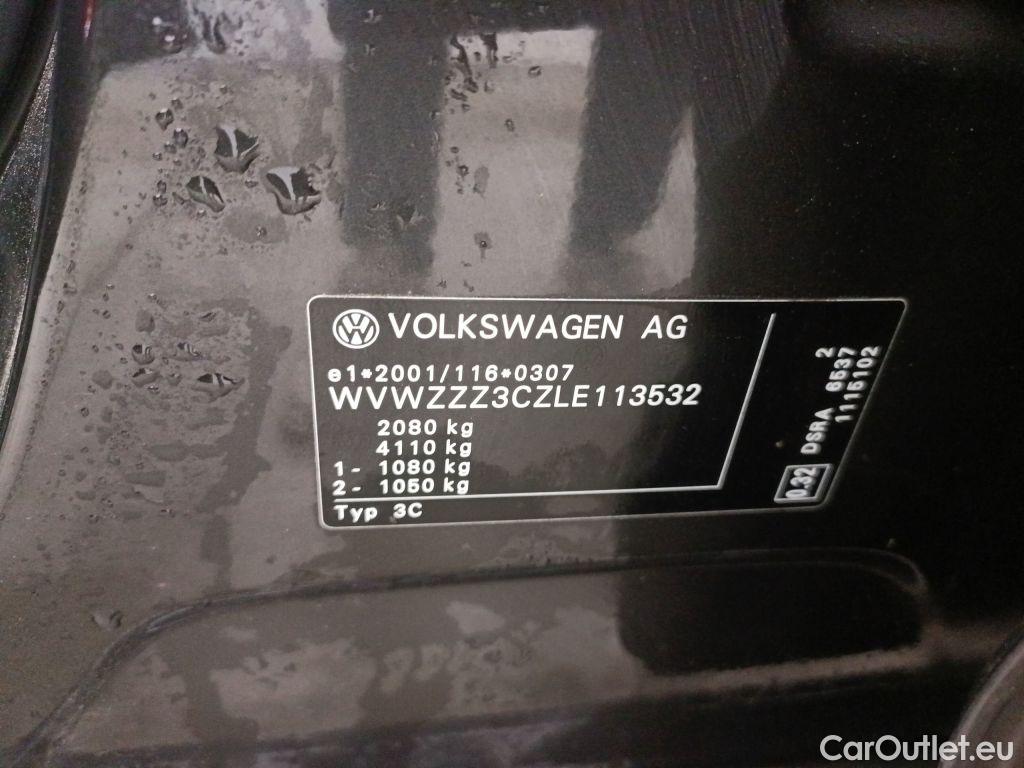 VOLKSWAGEN AG
e1*2001/116*0307
WVWZZZ3CZLE113532
2080 kg
4110 kg
1- 1080 kg
2- 1050 kg
Typ 3C
0.32
DSRA 6537 2
1115102
CarOutlet.eu